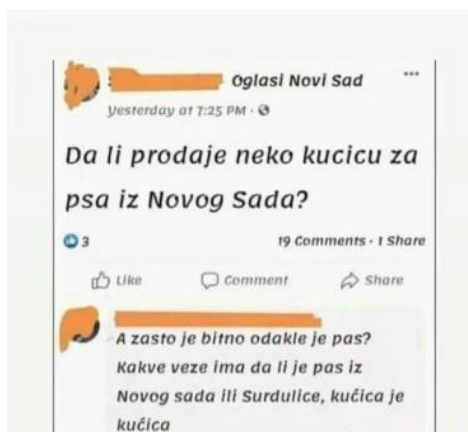 Oglasi Novi Sad
Yesterday at 7:25 PM ·
Da li prodaje neko kucicu za
psa iz Novog Sada?
3
19 Comments · 1 Share
Like Comment Share
A zasto je bitno odakle je pas?
Kakve veze ima da li je pas iz
Novog sada ili Surdulice, kućica je
kućica